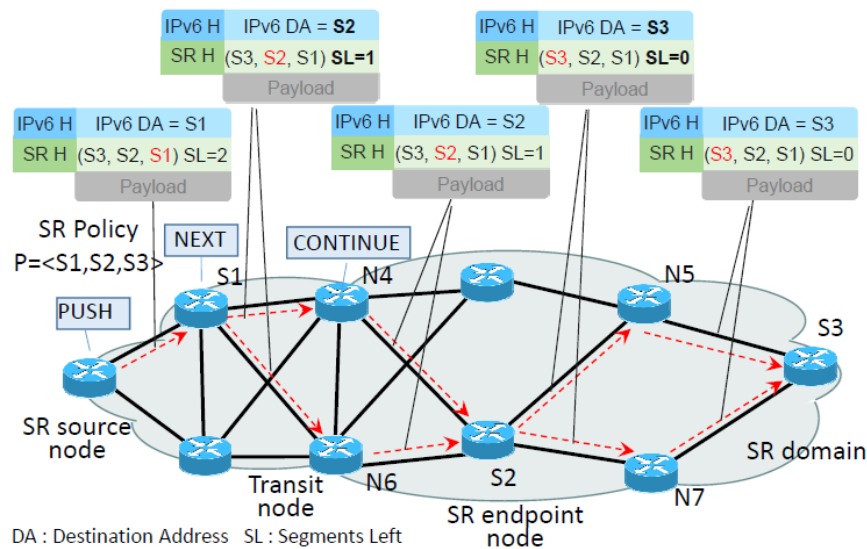 IPv6 H IPv6 DA = S2
SR H (S3, S2, S1) SL=1
Payload
IPv6 H IPv6 DA = S3
SR H (S3, S2, S1) SL=0
Payload
IPv6 H IPv6 DA = S1
SR H (S3, S2, S1) SL=2
Payload
IPv6 H IPv6 DA = S2
SR H (S3, S2, S1) SL=1
Payload
IPv6 H IPv6 DA = S3
SR H (S3, S2, S1) SL=0
Payload
SR Policy
P=<S1,S2,S3>
NEXT
CONTINUE
S1
N4
N5
PUSH
S3
SR source
node
Transit
node
N6
S2
SR endpoint
node
N7
SR domain
DA : Destination Address SL : Segments Left